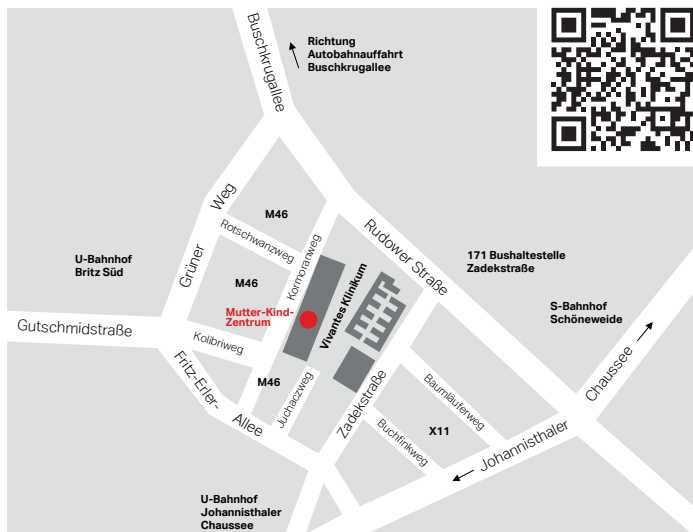 Buschkrugallee
Richtung
Autobahnauffahrt
Buschkrugallee
Grüner Weg
M46
Rotschwanzweg
Kormoranweg
Rudower Straße
U-Bahnhof
Britz Süd
M46
171 Bushaltestelle
Zadekstraße
Vivantes Klinikum
Mutter-Kind-
Zentrum
S-Bahnhof
Schöneweide
Gutschmidstraße
Kolibriweg
Chaussee
Fritz-Erler-
Allee
M46
Juchaczweg
Zadekstraße
Baumläuferweg
Buchfinkweg
X11
Johannisthaler
U-Bahnhof
Johannisthaler
Chaussee